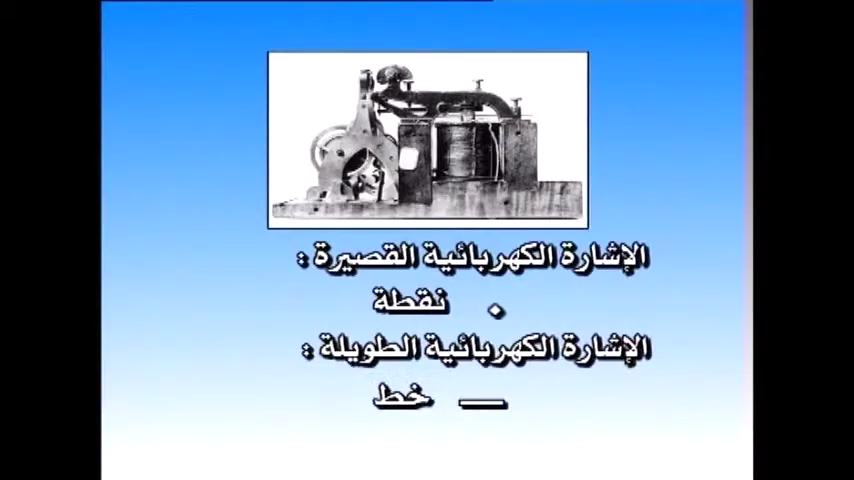 الإشارة الكهربائية القصيرة :
. نقطة
الإشارة الكهربائية الطويلة :
— خط